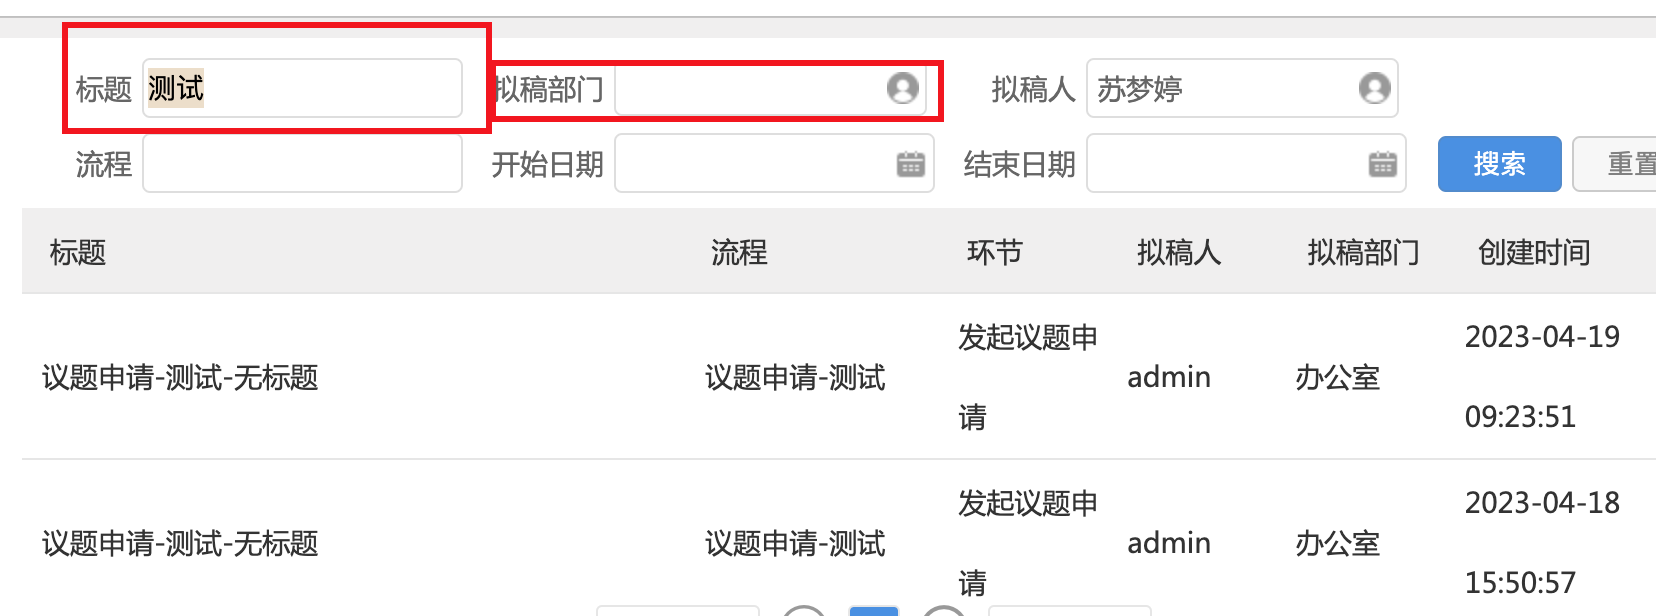 标题 测试 拟稿部门 拟稿人 苏梦婷
流程 开始日期 结束日期 搜索 重置
标题 流程 环节 拟稿人 拟稿部门 创建时间
议题申请-测试-无标题 议题申请-测试 发起议题申 admin 办公室 2023-04-19
请 09:23:51
议题申请-测试-无标题 议题申请-测试 发起议题申 admin 办公室 2023-04-18
请 15:50:57